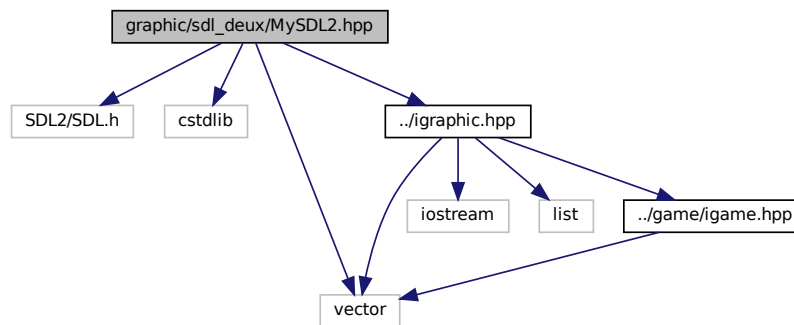 graphic/sdl_deux/MySDL2.hpp
SDL2/SDL.h
cstdlib
../igraphic.hpp
iostream
list
../game/igame.hpp
vector